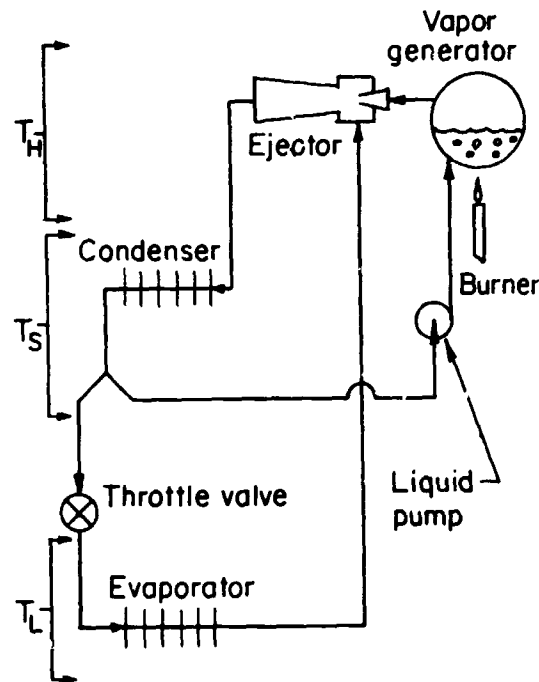 Vapor
generator
T_H
Ejector
Condenser
Burner
T_S
Throttle valve
Liquid
pump
Evaporator
T_L